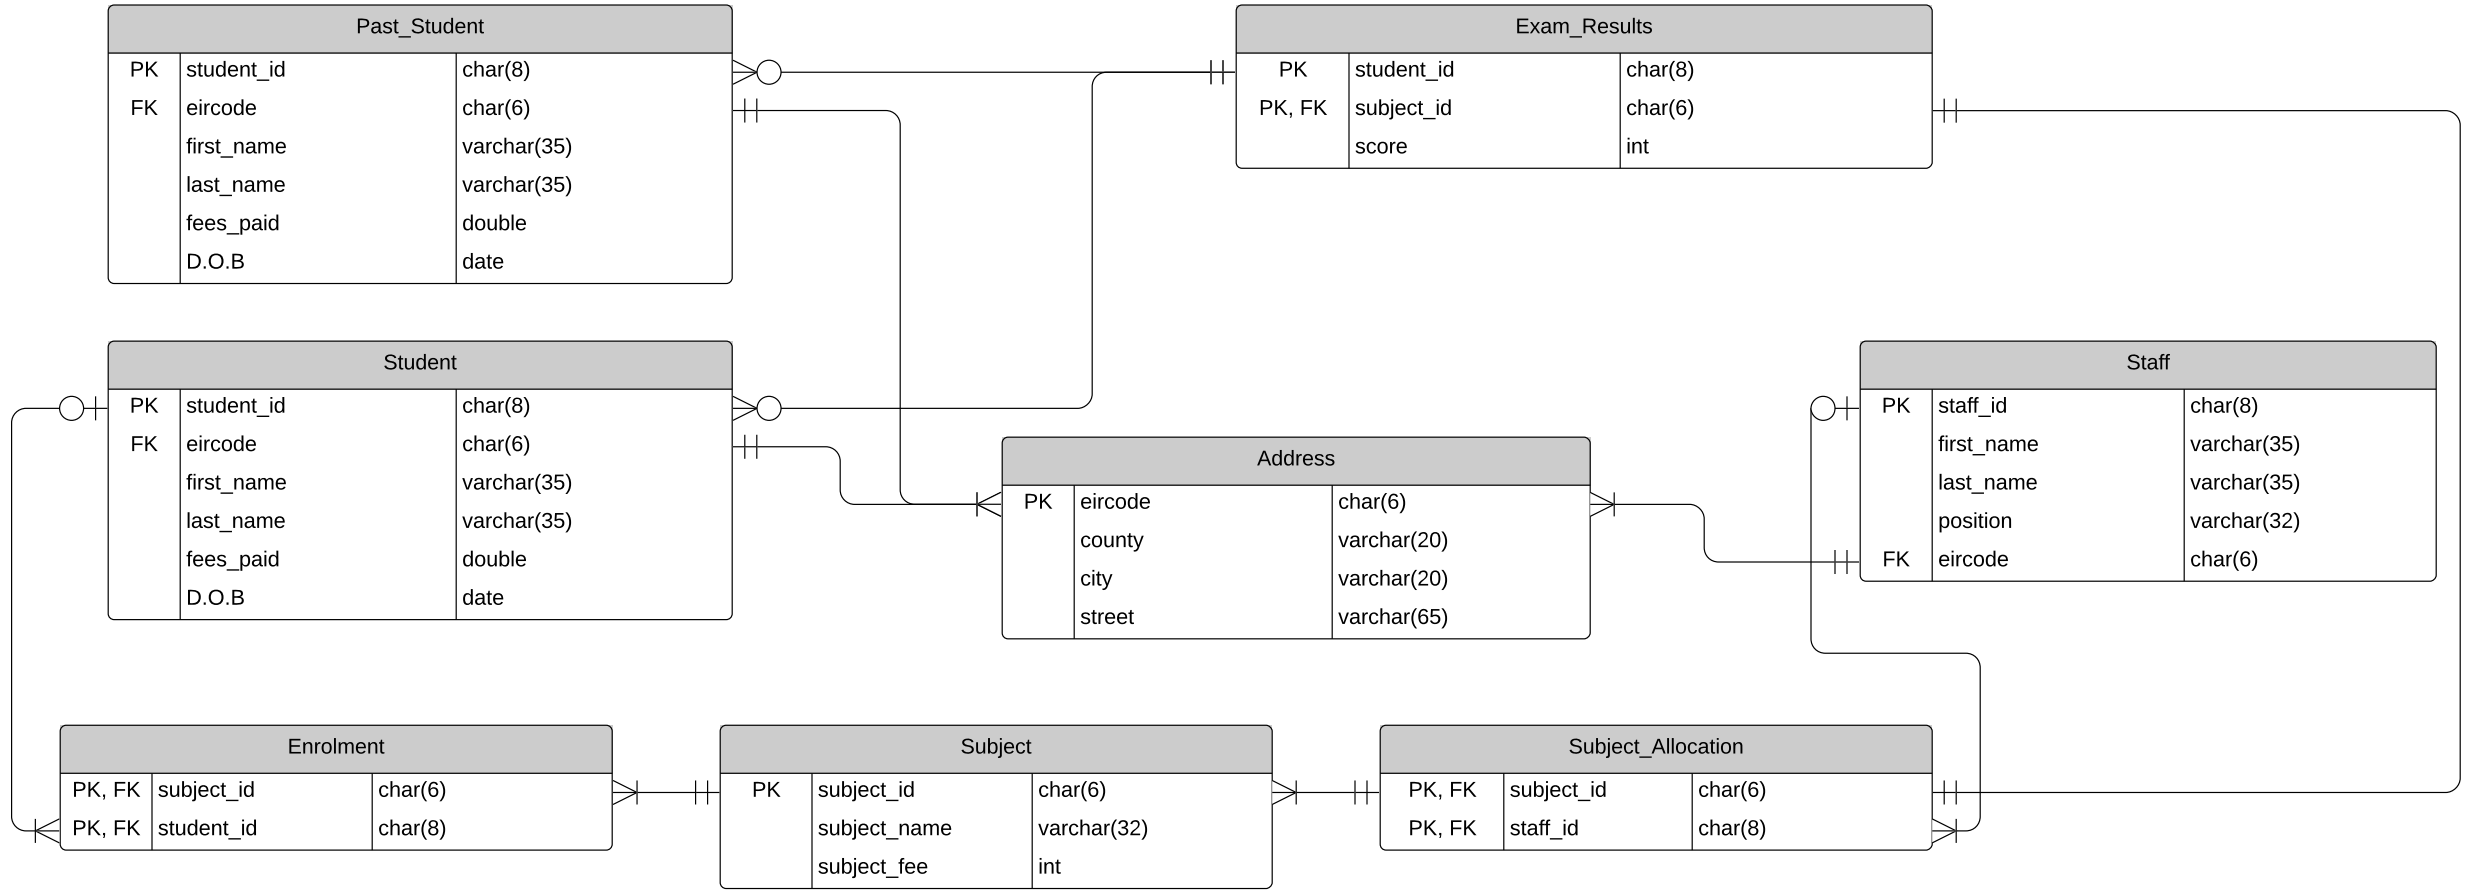 Past_Student
PK student_id char(8)
FK eircode char(6)
first_name varchar(35)
last_name varchar(35)
fees_paid double
D.O.B date
Exam_Results
PK student_id char(8)
PK, FK subject_id char(6)
score int
Student
PK student_id char(8)
FK eircode char(6)
first_name varchar(35)
last_name varchar(35)
fees_paid double
D.O.B date
Address
PK eircode char(6)
county varchar(20)
city varchar(20)
street varchar(65)
Staff
PK staff_id char(8)
first_name varchar(35)
last_name varchar(35)
position varchar(32)
FK eircode char(6)
Enrolment
PK, FK subject_id char(6)
PK, FK student_id char(8)
Subject
PK subject_id char(6)
subject_name varchar(32)
subject_fee int
Subject_Allocation
PK, FK subject_id char(6)
PK, FK staff_id char(8)